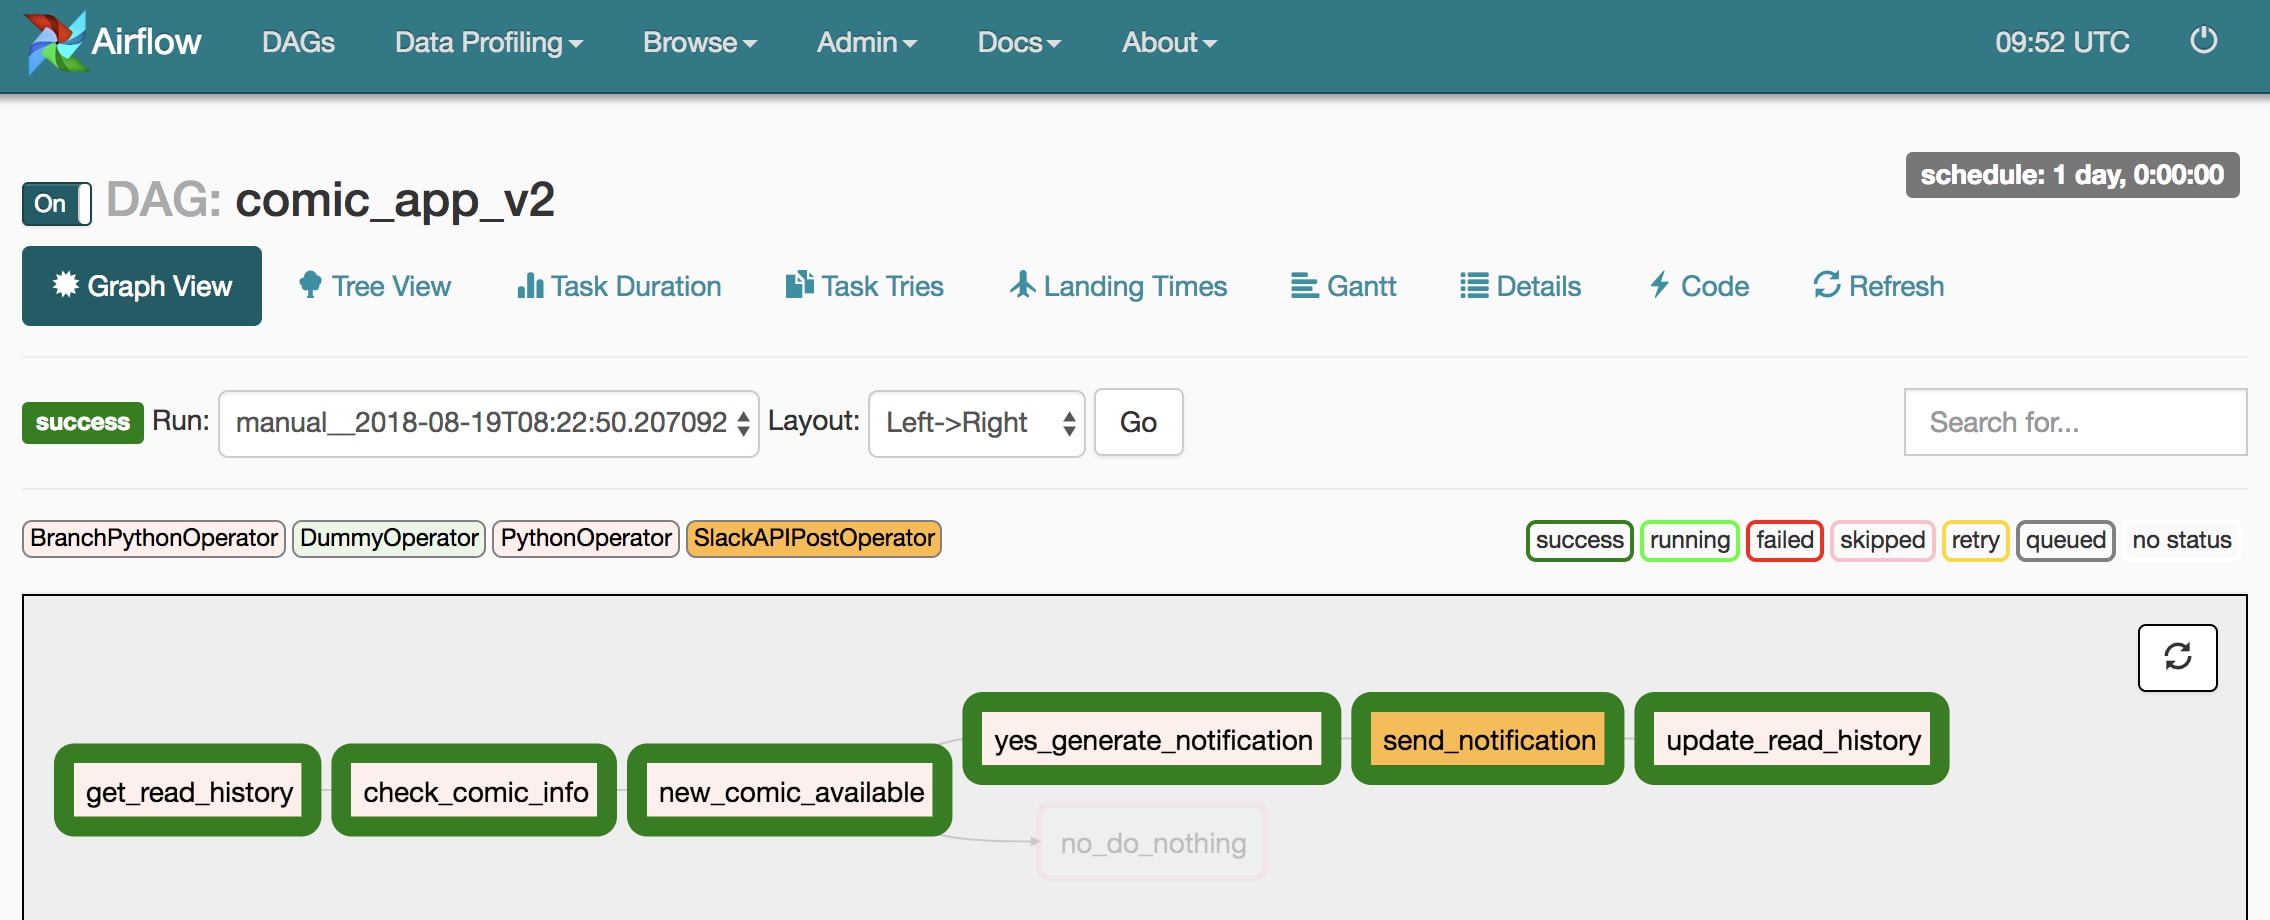 Airflow DAGs Data Profiling Browse Admin Docs About 09:52 UTC
schedule: 1 day, 0:00:00
On DAG: comic_app_v2
Graph View Tree View Task Duration Task Tries Landing Times Gantt Details Code Refresh
success Run: manual__2018-08-19T08:22:50.207092 Layout: Left->Right Go Search for...
BranchPythonOperator DummyOperator PythonOperator SlackAPIPostOperator success running failed skipped retry queued no status
yes_generate_notification send_notification update_read_history
get_read_history check_comic_info new_comic_available
no_do_nothing